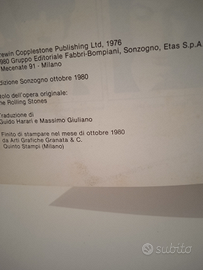 rewin Copplestone Publishing Ltd, 1976
980 Gruppo Editoriale Fabbri-Bompiani, Sonzogno, Etas S.p.A
Mecenate 91 - Milano
dizione Sonzogno ottobre 1980
tolo dell'opera originale:
he Rolling Stones
raduzione di
Guido Harari e Massimo Giuliano
Finito di stampare nel mese di ottobre 1980
da Arti Grafiche Granata & C.
Quinto Stampi (Milano)
subito